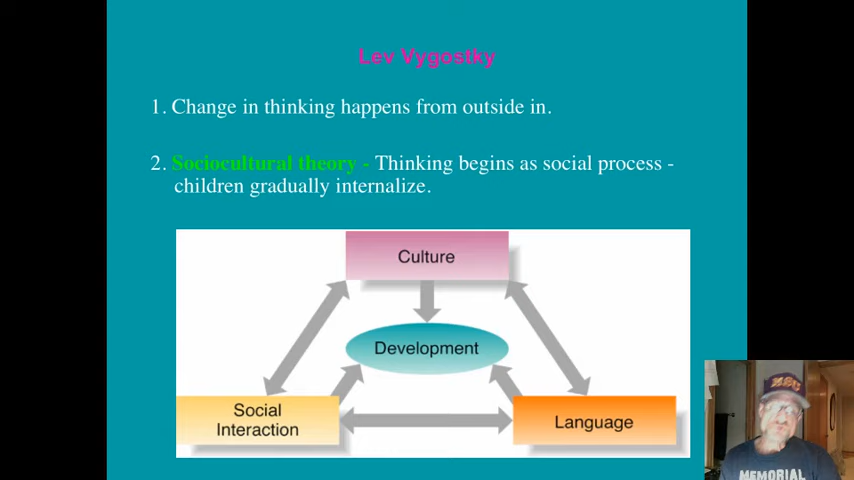 Lev Vygostky
1. Change in thinking happens from outside in.
2. Sociocultural theory - Thinking begins as social process -
children gradually internalize.
Culture
Development
Social
Interaction
Language
MEMORIAL